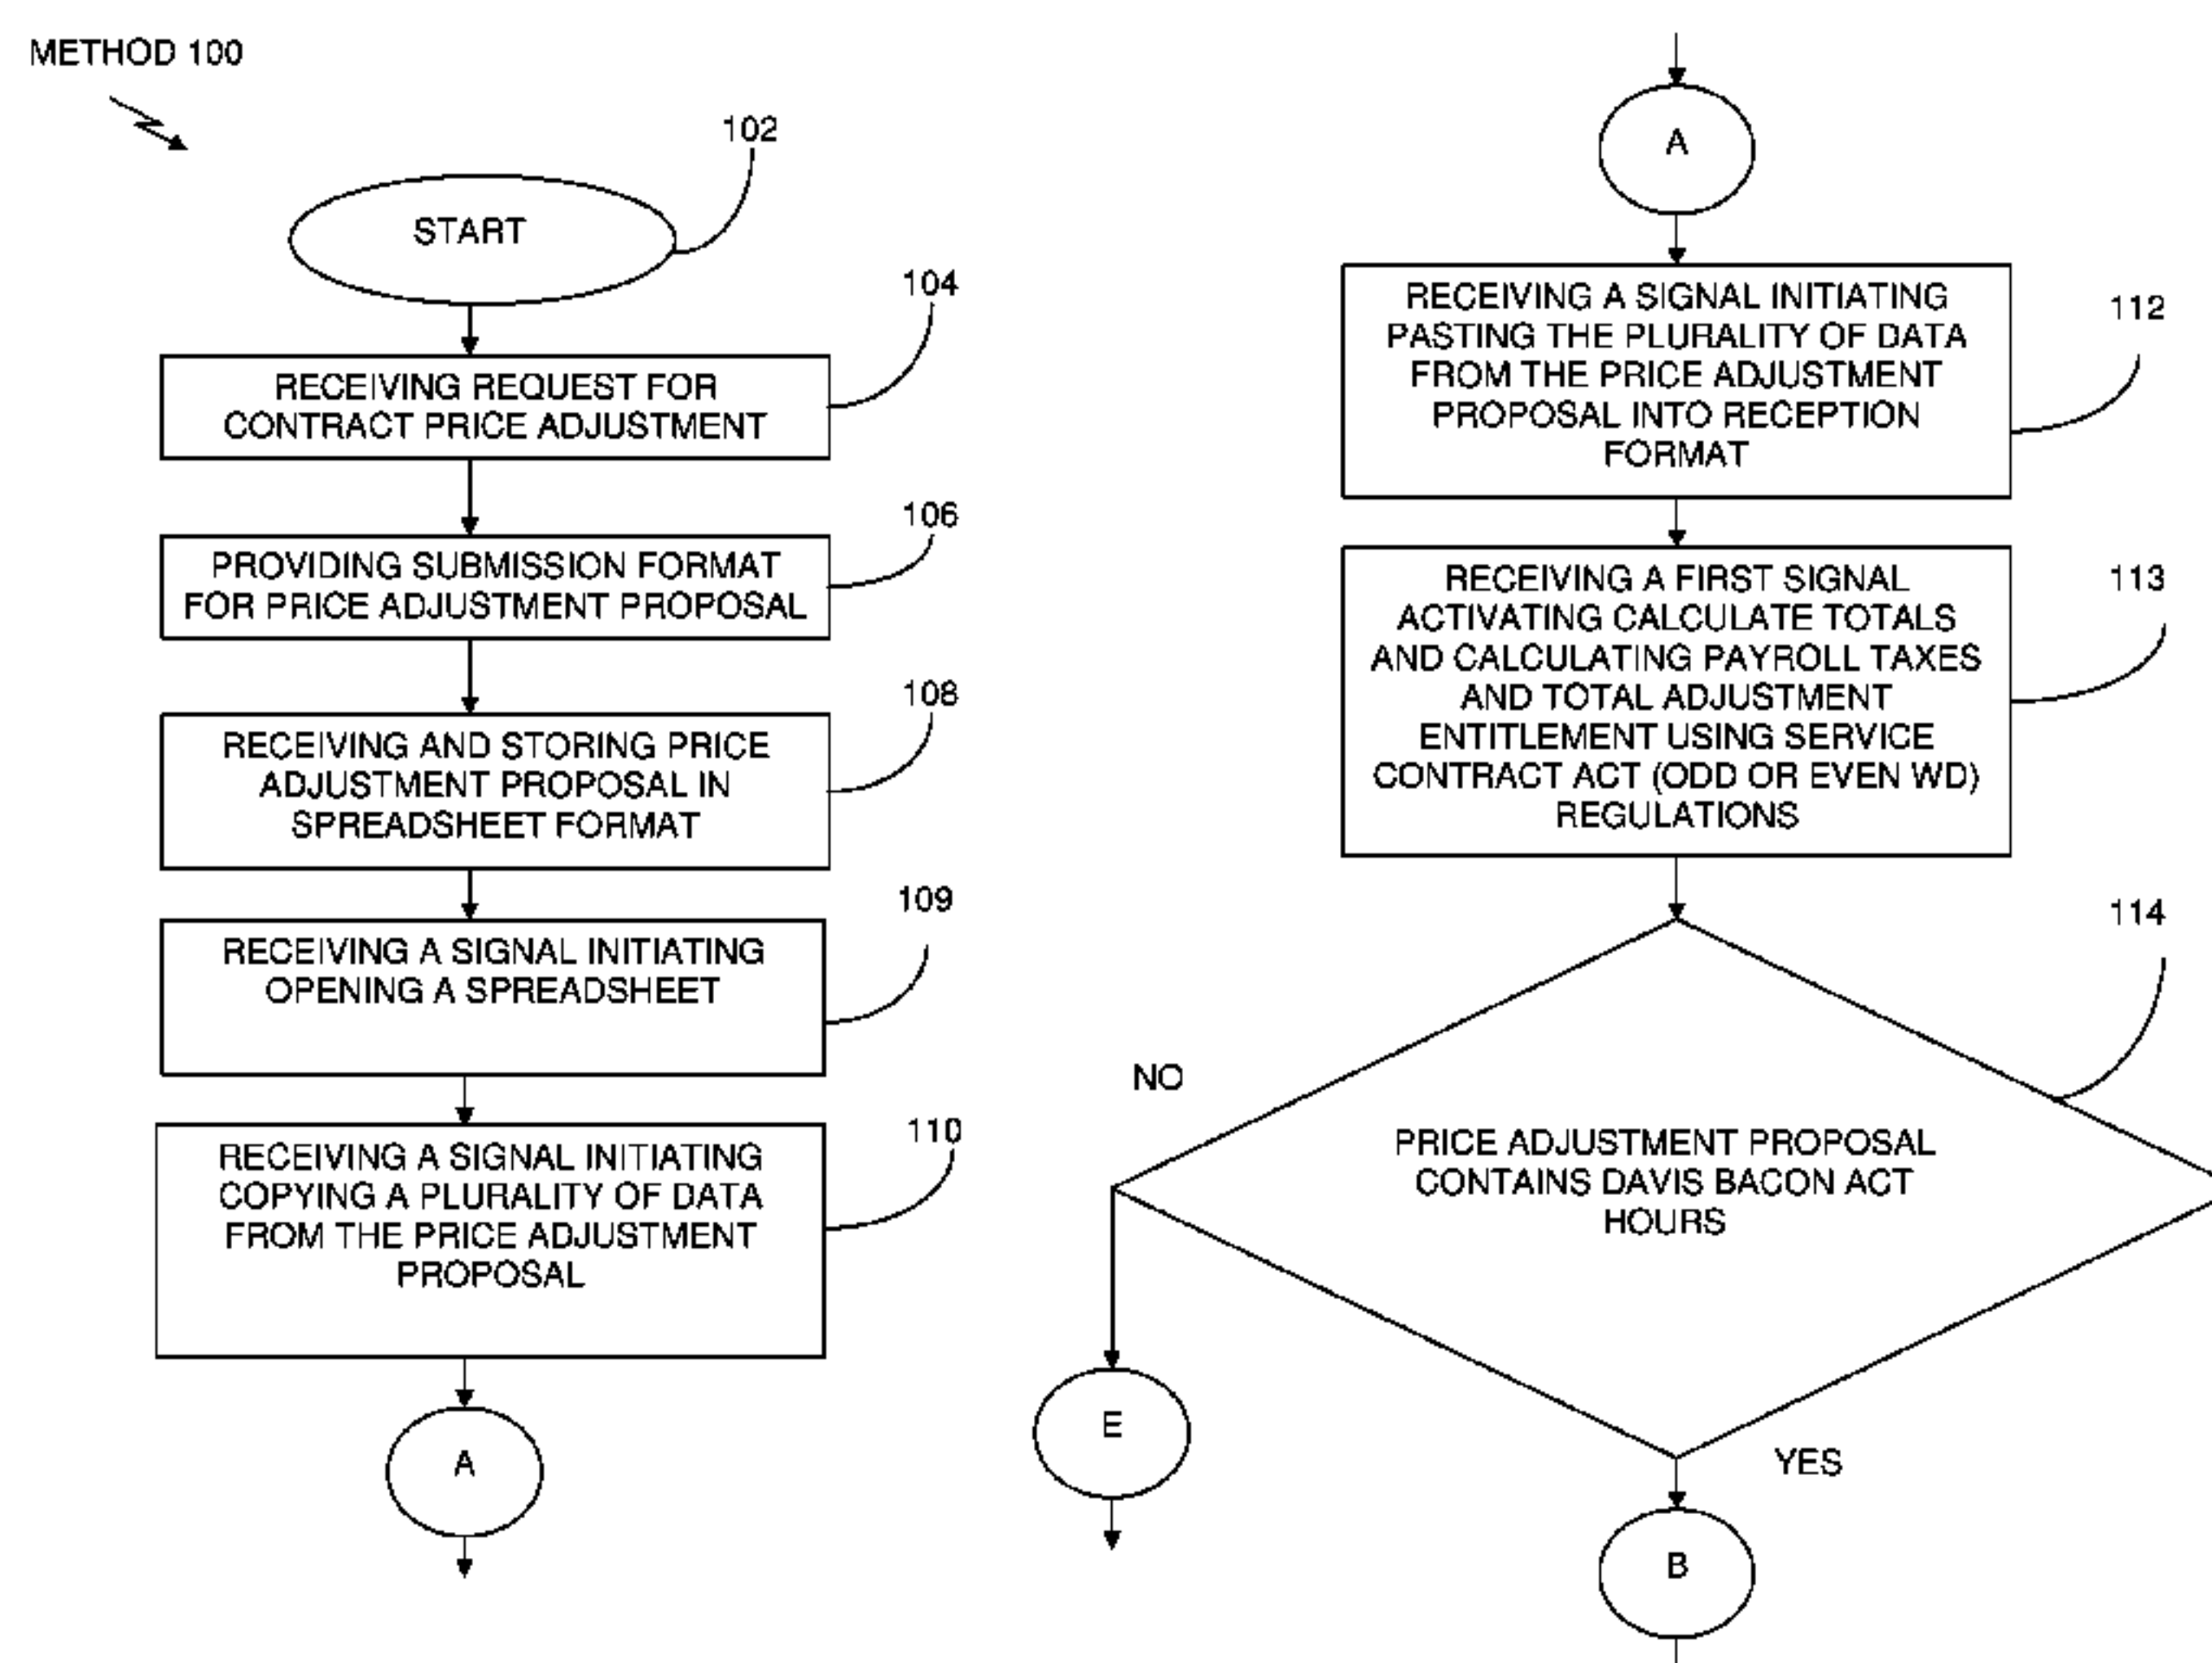 METHOD 100
102
START
104
RECEIVING REQUEST FOR
CONTRACT PRICE ADJUSTMENT
106
PROVIDING SUBMISSION FORMAT
FOR PRICE ADJUSTMENT PROPOSAL
108
RECEIVING AND STORING PRICE
ADJUSTMENT PROPOSAL IN
SPREADSHEET FORMAT
109
RECEIVING A SIGNAL INITIATING
OPENING A SPREADSHEET
110
RECEIVING A SIGNAL INITIATING
COPYING A PLURALITY OF DATA
FROM THE PRICE ADJUSTMENT
PROPOSAL
A
A
112
RECEIVING A SIGNAL INITIATING
PASTING THE PLURALITY OF DATA
FROM THE PRICE ADJUSTMENT
PROPOSAL INTO RECEPTION
FORMAT
113
RECEIVING A FIRST SIGNAL
ACTIVATING CALCULATE TOTALS
AND CALCULATING PAYROLL TAXES
AND TOTAL ADJUSTMENT
ENTITLEMENT USING SERVICE
CONTRACT ACT (ODD OR EVEN WD)
REGULATIONS
114
NO
PRICE ADJUSTMENT PROPOSAL
CONTAINS DAVIS BACON ACT
HOURS
E
YES
B